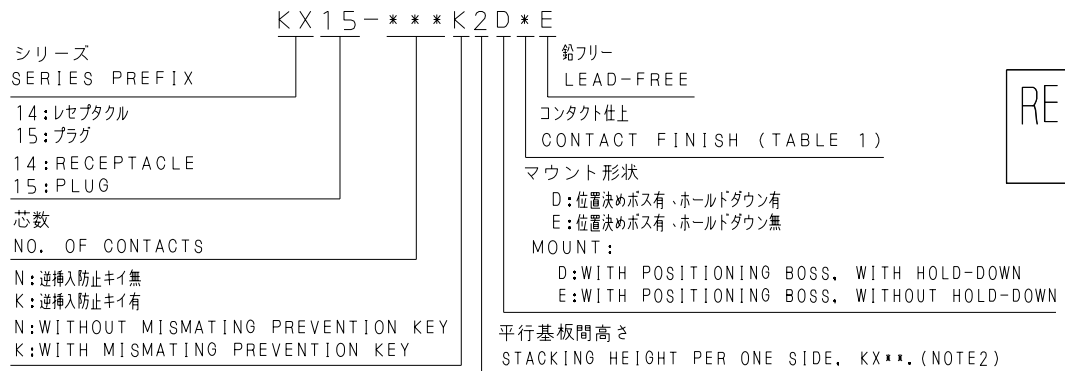 KX15-***K2D*E
シリーズ
SERIES PREFIX
14:レセプタクル
15:プラグ
14:RECEPTACLE
15:PLUG
芯数
NO. OF CONTACTS
N:逆挿入防止キイ無
K:逆挿入防止キイ有
N:WITHOUT MISMATING PREVENTION KEY
K:WITH MISMATING PREVENTION KEY
鉛フリー
LEAD-FREE
コンタクト仕上
CONTACT FINISH (TABLE 1)
マウント形状
D:位置決めボス有、ホールドダウン有
E:位置決めボス有、ホールドダウン無
MOUNT:
D:WITH POSITIONING BOSS, WITH HOLD-DOWN
E:WITH POSITIONING BOSS, WITHOUT HOLD-DOWN
平行基板間高さ
STACKING HEIGHT PER ONE SIDE, KX**.(NOTE2)
RE